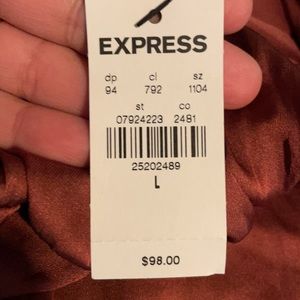 EXPRESS
dp cl sz
94 792 1104
st co
07924223 2481
25202489
L
$98.00